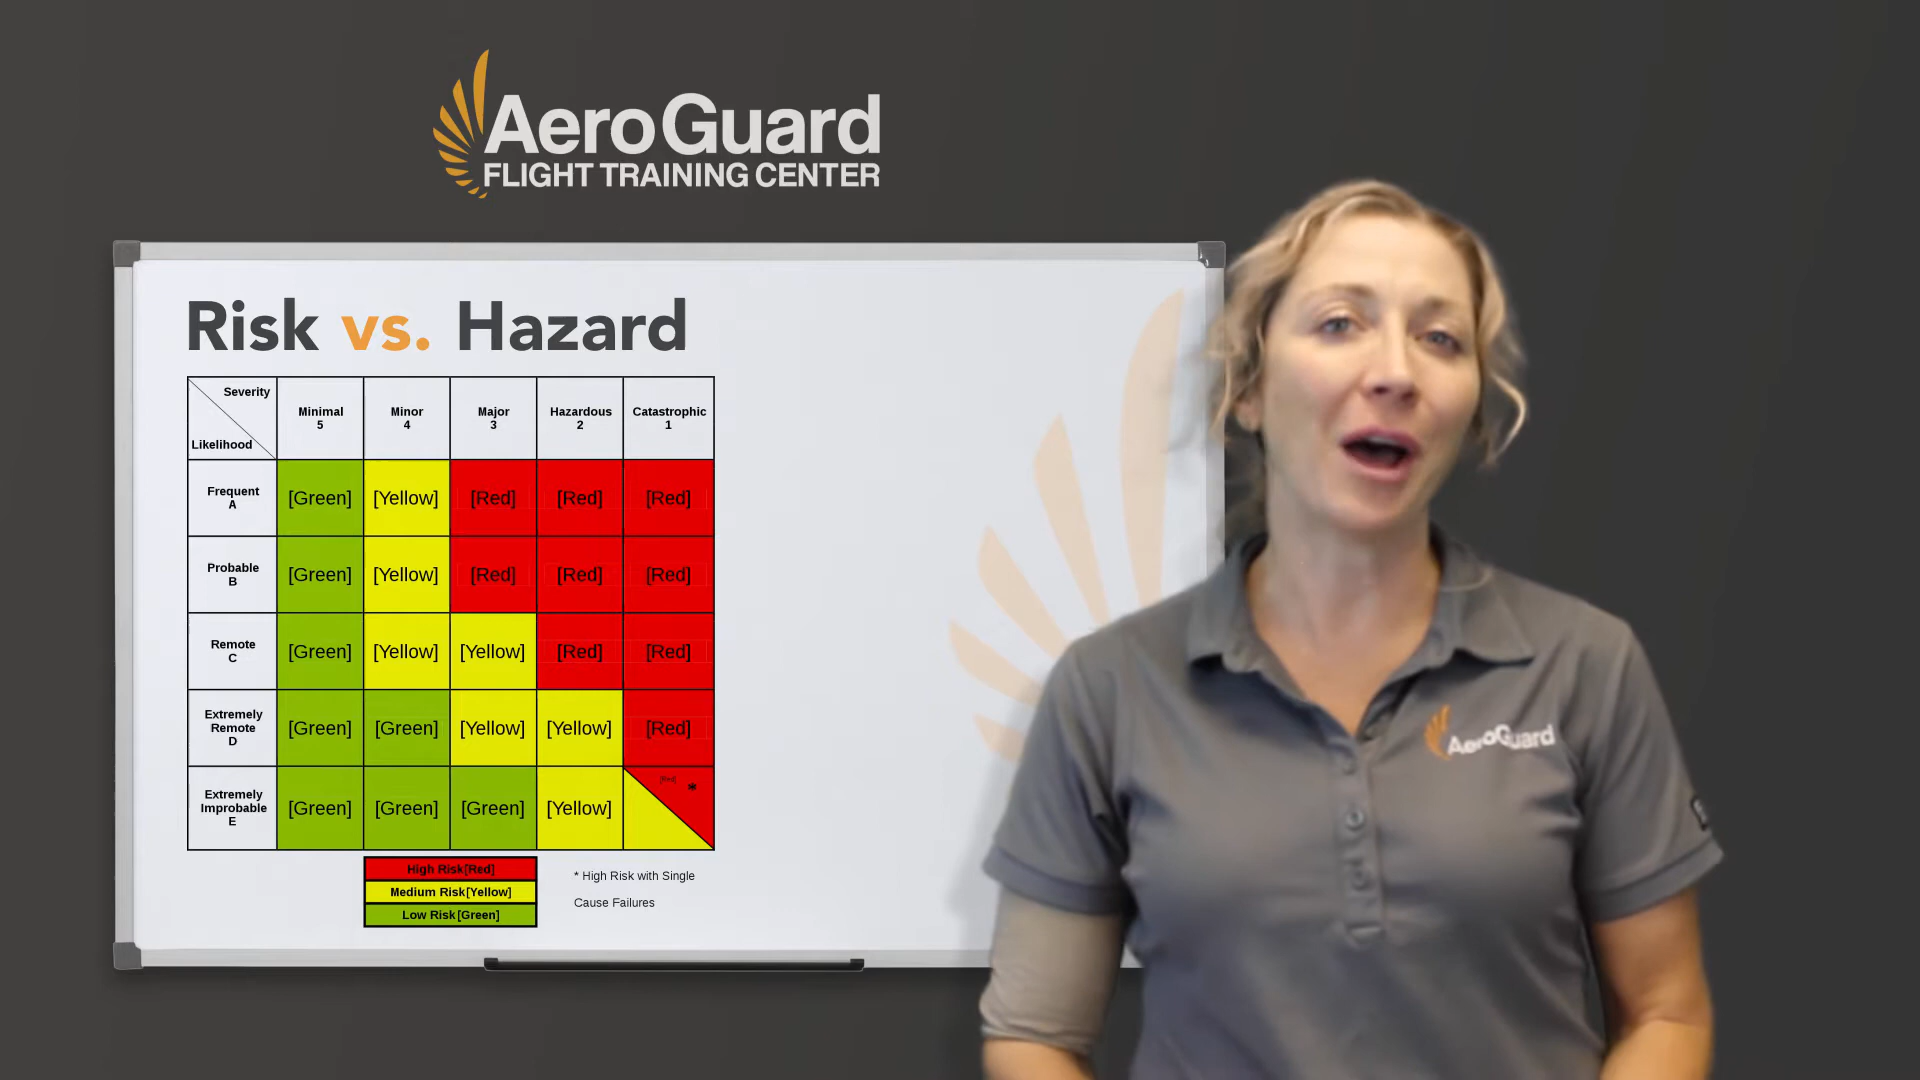 AeroGuard
FLIGHT TRAINING CENTER
Risk vs. Hazard
Severity
Likelihood
Minimal
5
Minor
4
Major
3
Hazardous
2
Catastrophic
1
Frequent
A
[Green] [Yellow] [Red] [Red] [Red]
Probable
B
[Green] [Yellow] [Red] [Red] [Red]
Remote
C
[Green] [Yellow] [Yellow] [Red] [Red]
Extremely
Remote
D
[Green] [Green] [Yellow] [Yellow] [Red]
Extremely
Improbable
E
[Green] [Green] [Green] [Yellow] [Red] *
High Risk[Red]
Medium Risk[Yellow]
Low Risk[Green]
* High Risk with Single
Cause Failures
AeroGuard